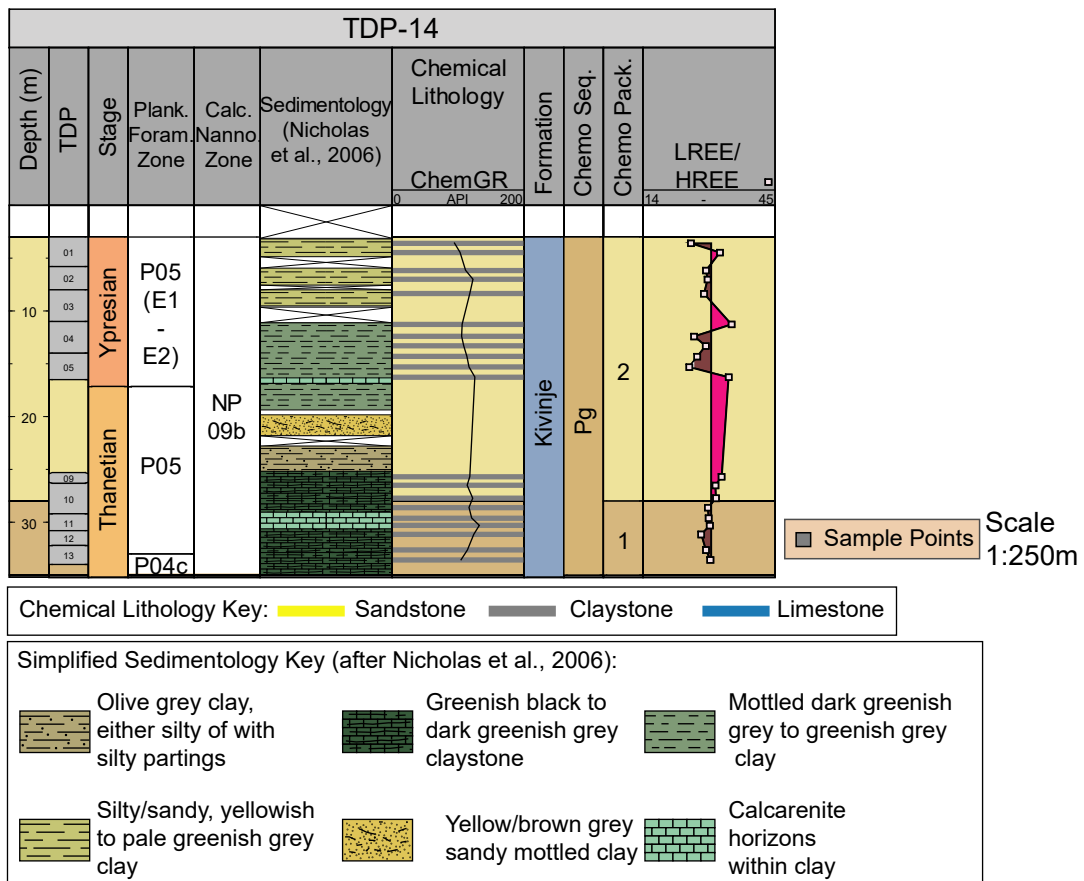 TDP-14
Depth (m)
TDP
Stage
Plank.
Foram.
Zone
Calc.
Nanno.
Zone
Sedimentology
(Nicholas
et al., 2006)
Chemical
Lithology
ChemGR
0 API 200
Formation
Chemo Seq.
Chemo Pack.
LREE/
HREE
14 - 45
10
20
30
01
02
03
04
05
09
10
11
12
13
Ypresian
Thanetian
P05
(E1
-
E2)
P05
P04c
NP
09b
Kivinje
Pg
2
1
Sample Points
Scale
1:250m
Chemical Lithology Key: Sandstone Claystone Limestone
Simplified Sedimentology Key (after Nicholas et al., 2006):
Olive grey clay,
either silty of with
silty partings
Greenish black to
dark greenish grey
claystone
Mottled dark greenish
grey to greenish grey
clay
Silty/sandy, yellowish
to pale greenish grey
clay
Yellow/brown grey
sandy mottled clay
Calcarenite
horizons
within clay